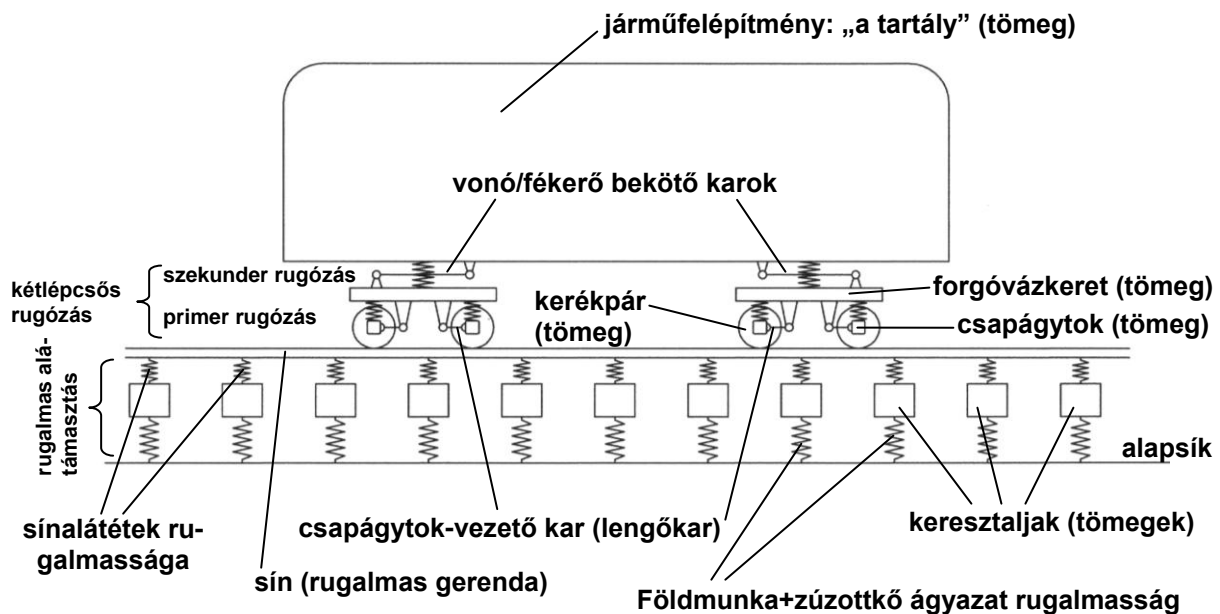 járműfelépítmény: „a tartály” (tömeg)
vonó/fékerő bekötő karok
kétlépcsős
rugózás
szekunder rugózás
primer rugózás
kerékpár
(tömeg)
forgóvázkeret (tömeg)
csapágytok (tömeg)
rugalmas alá-
támasztás
alapsík
sínalátétek ru-
galmassága
csapágytok-vezető kar (lengőkar)
keresztaljak (tömegek)
sín (rugalmas gerenda)
Földmunka+zúzottkő ágyazat rugalmasság